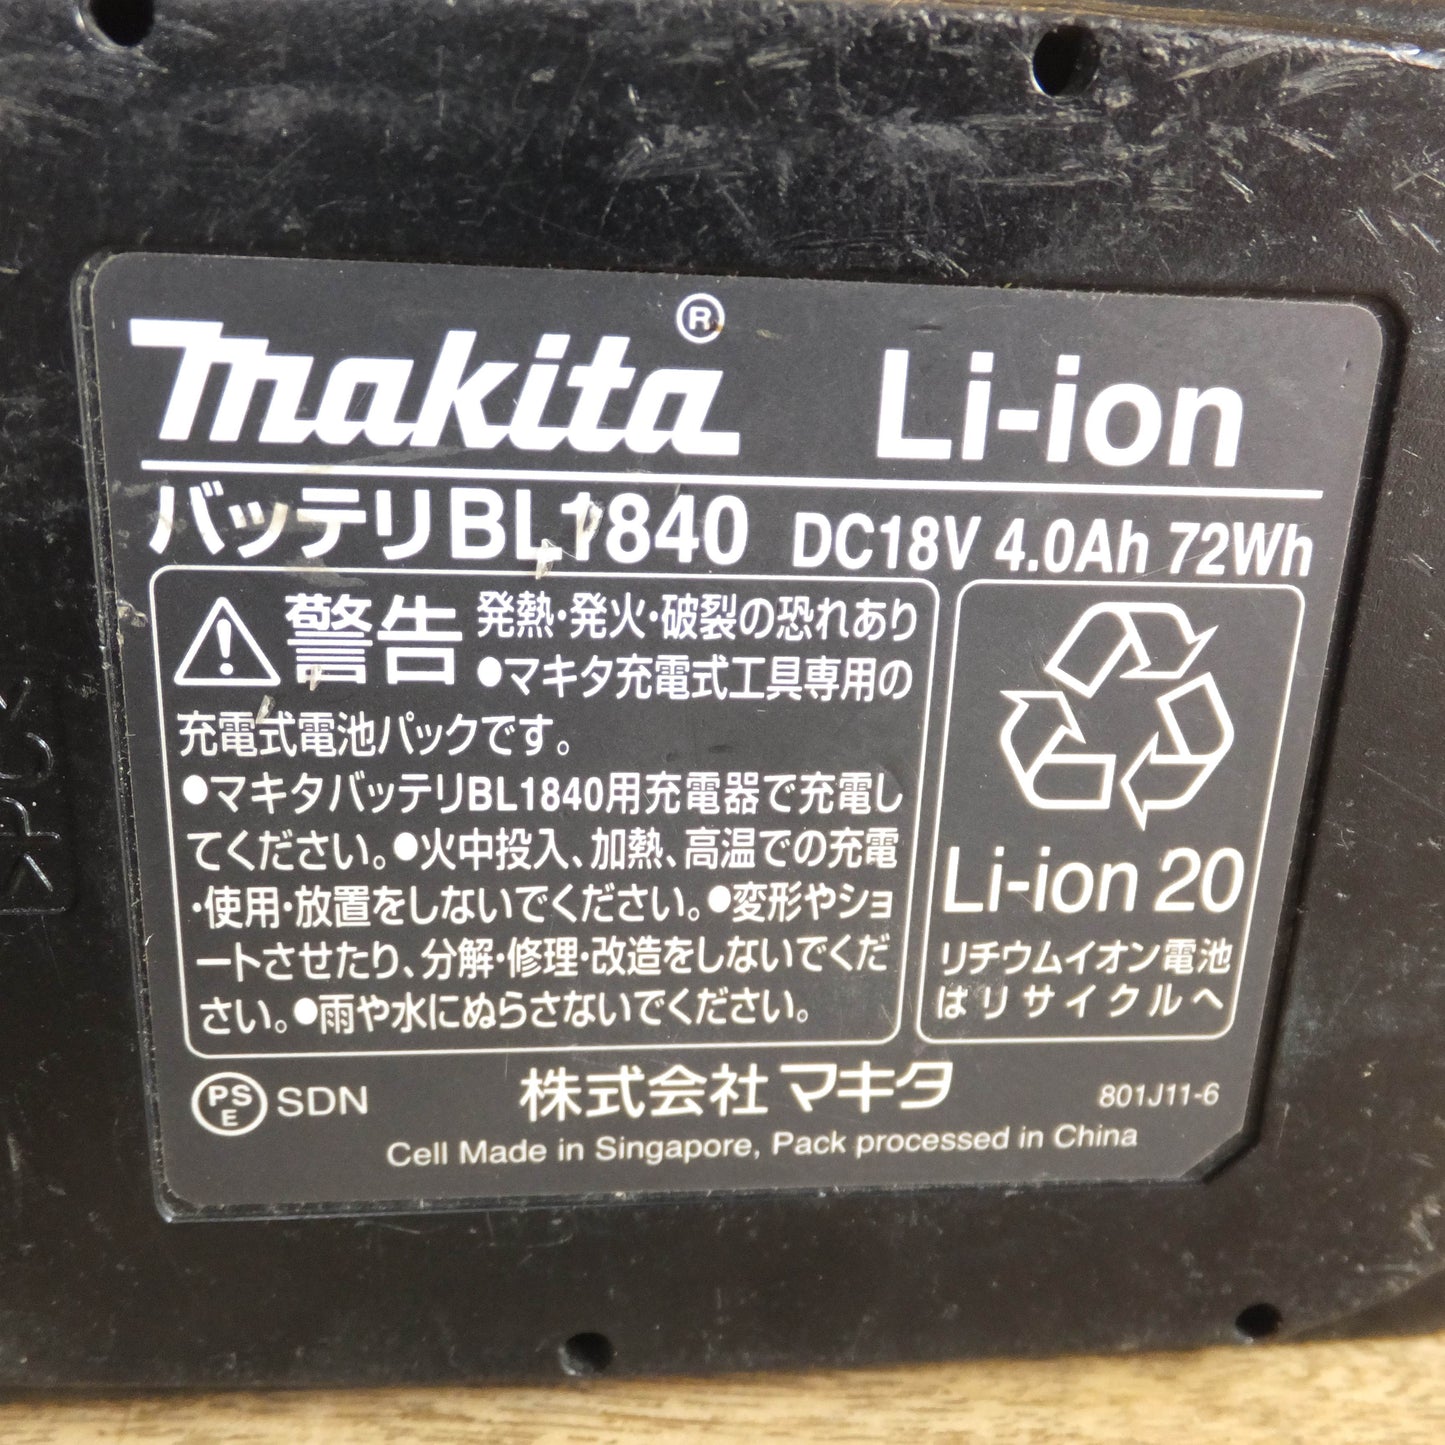 makita® Li-ion
バッテリBL1840 DC18V 4.0Ah 72Wh
警告 発熱・発火・破裂の恐れあり
●マキタ充電式工具専用の
充電式電池パックです。
●マキタバッテリBL1840用充電器で充電し
てください。●火中投入、加熱、高温での充電
・使用・放置をしないでください。●変形やショ
ートさせたり、分解・修理・改造をしないでくだ
さい。●雨や水にぬらさないでください。
Li-ion 20
リチウムイオン電池
はリサイクルへ
PSE SDN 株式会社マキタ 801J11-6
Cell Made in Singapore, Pack processed in China